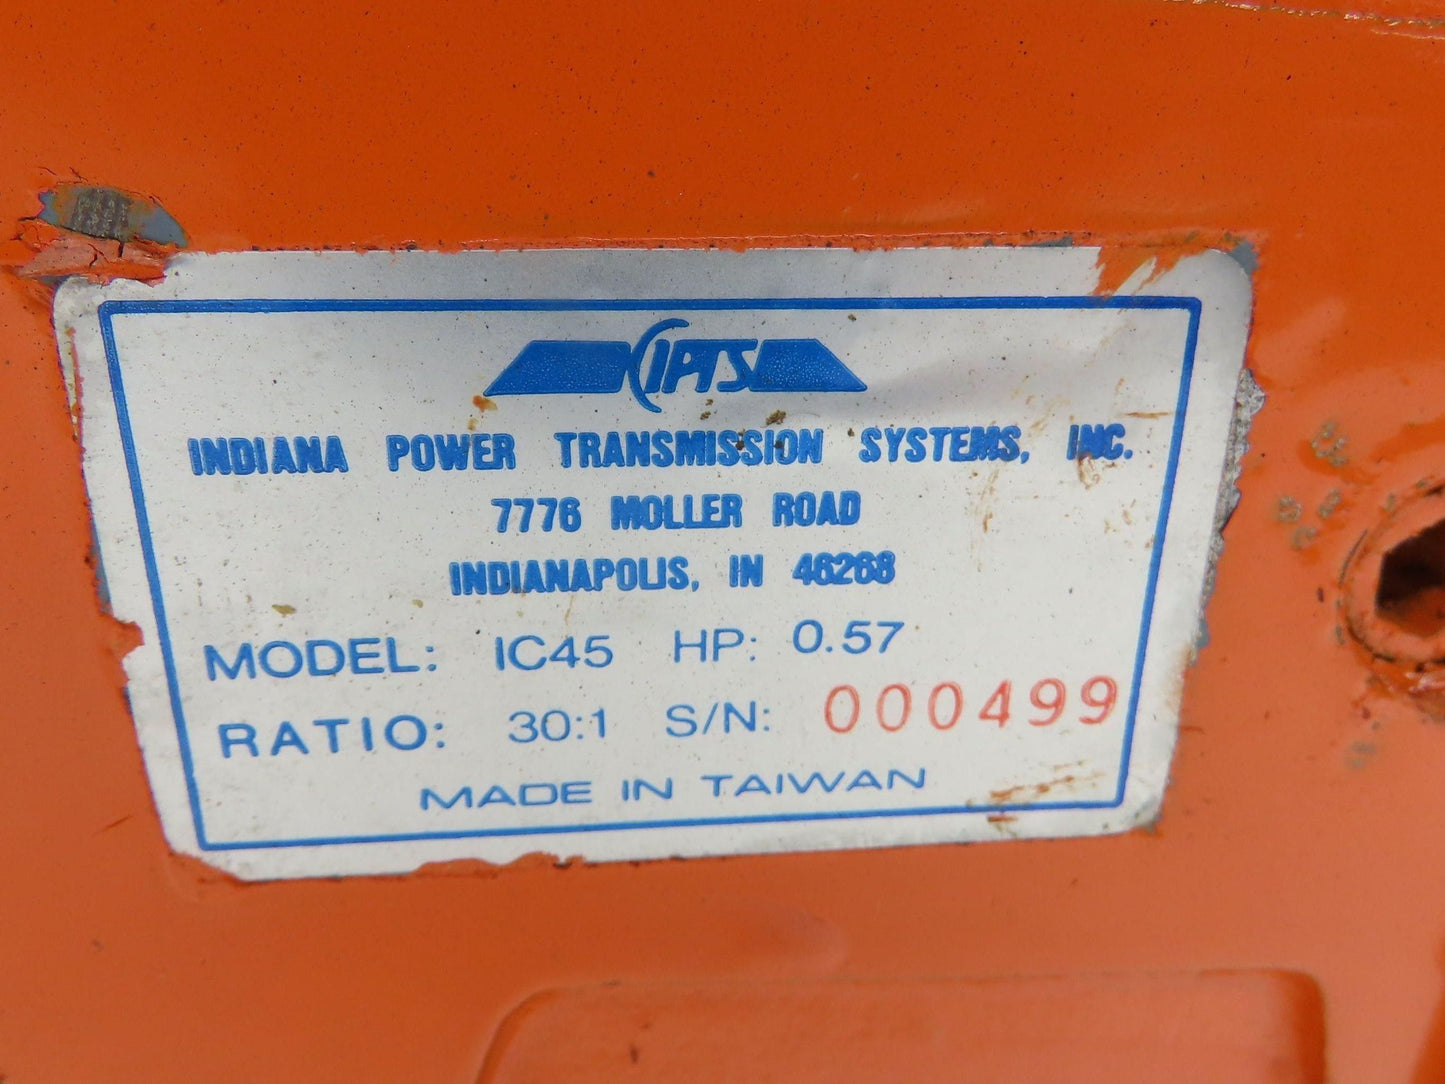 CIPTS
INDIANA POWER TRANSMISSION SYSTEMS, INC.
7776 MOLLER ROAD
INDIANAPOLIS, IN 46268
MODEL: IC45 HP: 0.57
RATIO: 30:1 S/N: 000499
MADE IN TAIWAN